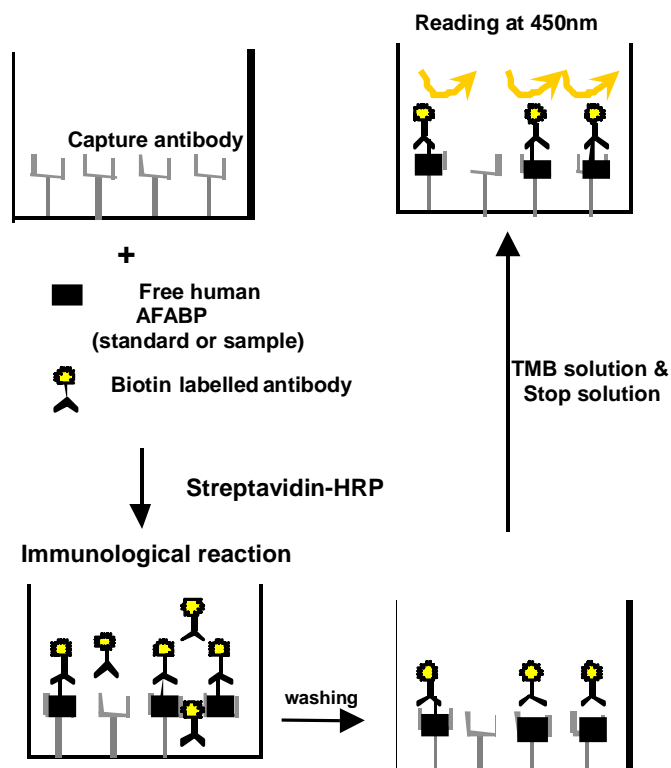 Reading at 450nm
Capture antibody
+
Free human
AFABP
(standard or sample)
Biotin labelled antibody
TMB solution &
Stop solution
Streptavidin-HRP
Immunological reaction
washing